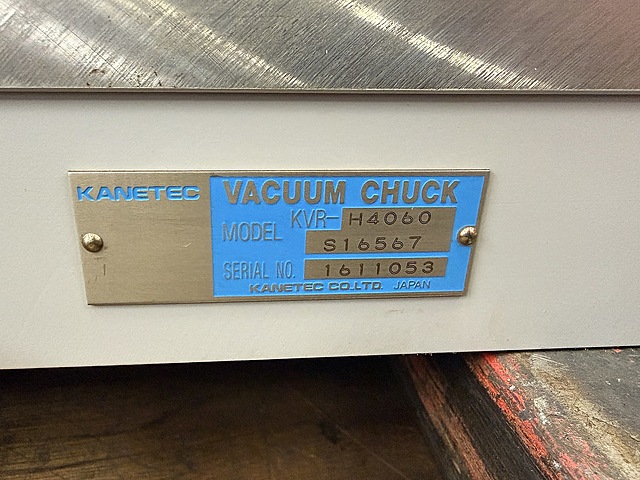 KANETEC
VACUUM CHUCK
MODEL KVR-H4060
S16567
SERIAL NO. 1611053
KANETEC CO.LTD. JAPAN